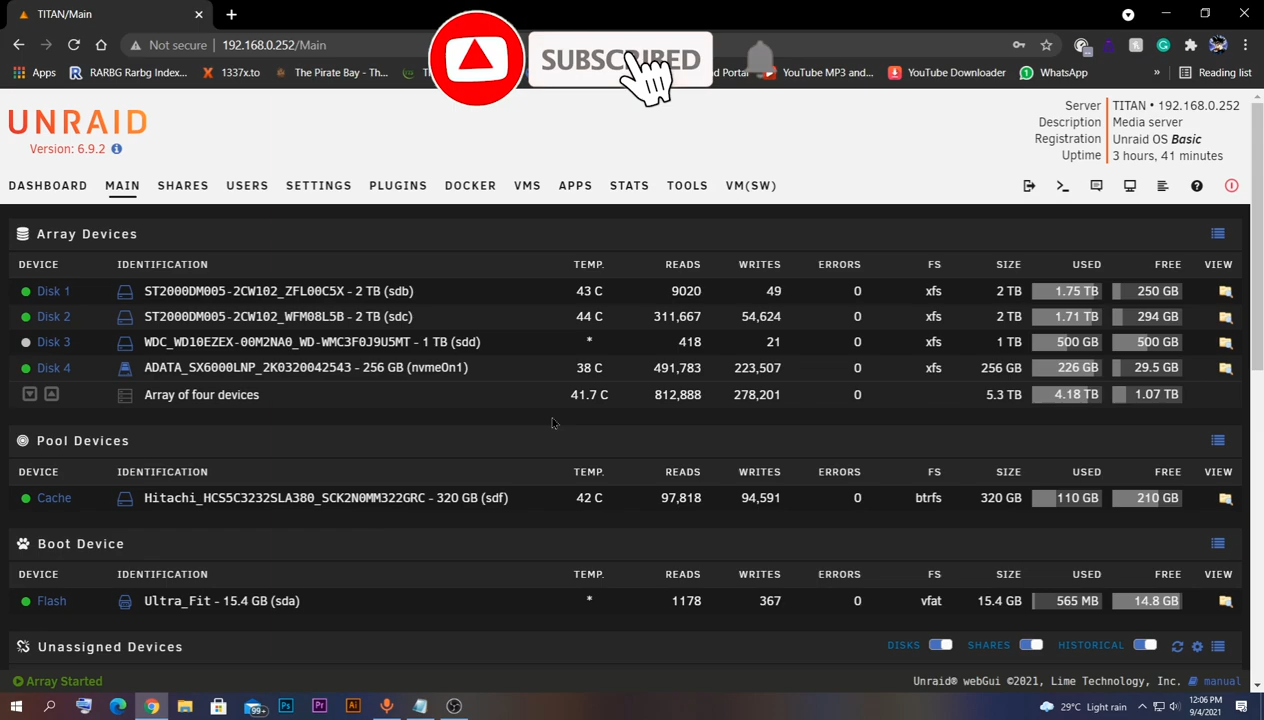 TITAN/Main
Not secure 192.168.0.252/Main
Apps RARBG Rarbg Index... 1337x.to The Pirate Bay - Th... d Portal YouTube MP3 and... YouTube Downloader WhatsApp » Reading list
SUBSCRIBED
UNRAID
Version: 6.9.2
Server TITAN • 192.168.0.252
Description Media server
Registration Unraid OS Basic
Uptime 3 hours, 41 minutes
DASHBOARD MAIN SHARES USERS SETTINGS PLUGINS DOCKER VMS APPS STATS TOOLS VM(SW)
Array Devices
DEVICE IDENTIFICATION TEMP. READS WRITES ERRORS FS SIZE USED FREE VIEW
Disk 1 ST2000DM005-2CW102_ZFL00C5X - 2 TB (sdb) 43 C 9020 49 0 xfs 2 TB 1.75 TB 250 GB
Disk 2 ST2000DM005-2CW102_WFM08L5B - 2 TB (sdc) 44 C 311,667 54,624 0 xfs 2 TB 1.71 TB 294 GB
Disk 3 WDC_WD10EZEX-00M2NA0_WD-WMC3F0J9U5MT - 1 TB (sdd) * 418 21 0 xfs 1 TB 500 GB 500 GB
Disk 4 ADATA_SX6000LNP_2K0320042543 - 256 GB (nvme0n1) 38 C 491,783 223,507 0 xfs 256 GB 226 GB 29.5 GB
Array of four devices 41.7 C 812,888 278,201 0 5.3 TB 4.18 TB 1.07 TB
Pool Devices
DEVICE IDENTIFICATION TEMP. READS WRITES ERRORS FS SIZE USED FREE VIEW
Cache Hitachi_HCS5C3232SLA380_SCK2N0MM322GRC - 320 GB (sdf) 42 C 97,818 94,591 0 btrfs 320 GB 110 GB 210 GB
Boot Device
DEVICE IDENTIFICATION TEMP. READS WRITES ERRORS FS SIZE USED FREE VIEW
Flash Ultra_Fit - 15.4 GB (sda) * 1178 367 0 vfat 15.4 GB 565 MB 14.8 GB
Unassigned Devices DISKS SHARES HISTORICAL
Array Started Unraid® webGui ©2021, Lime Technology, Inc. manual
99+ Ps Pr Ai 29°C Light rain 12:06 PM
9/4/2021